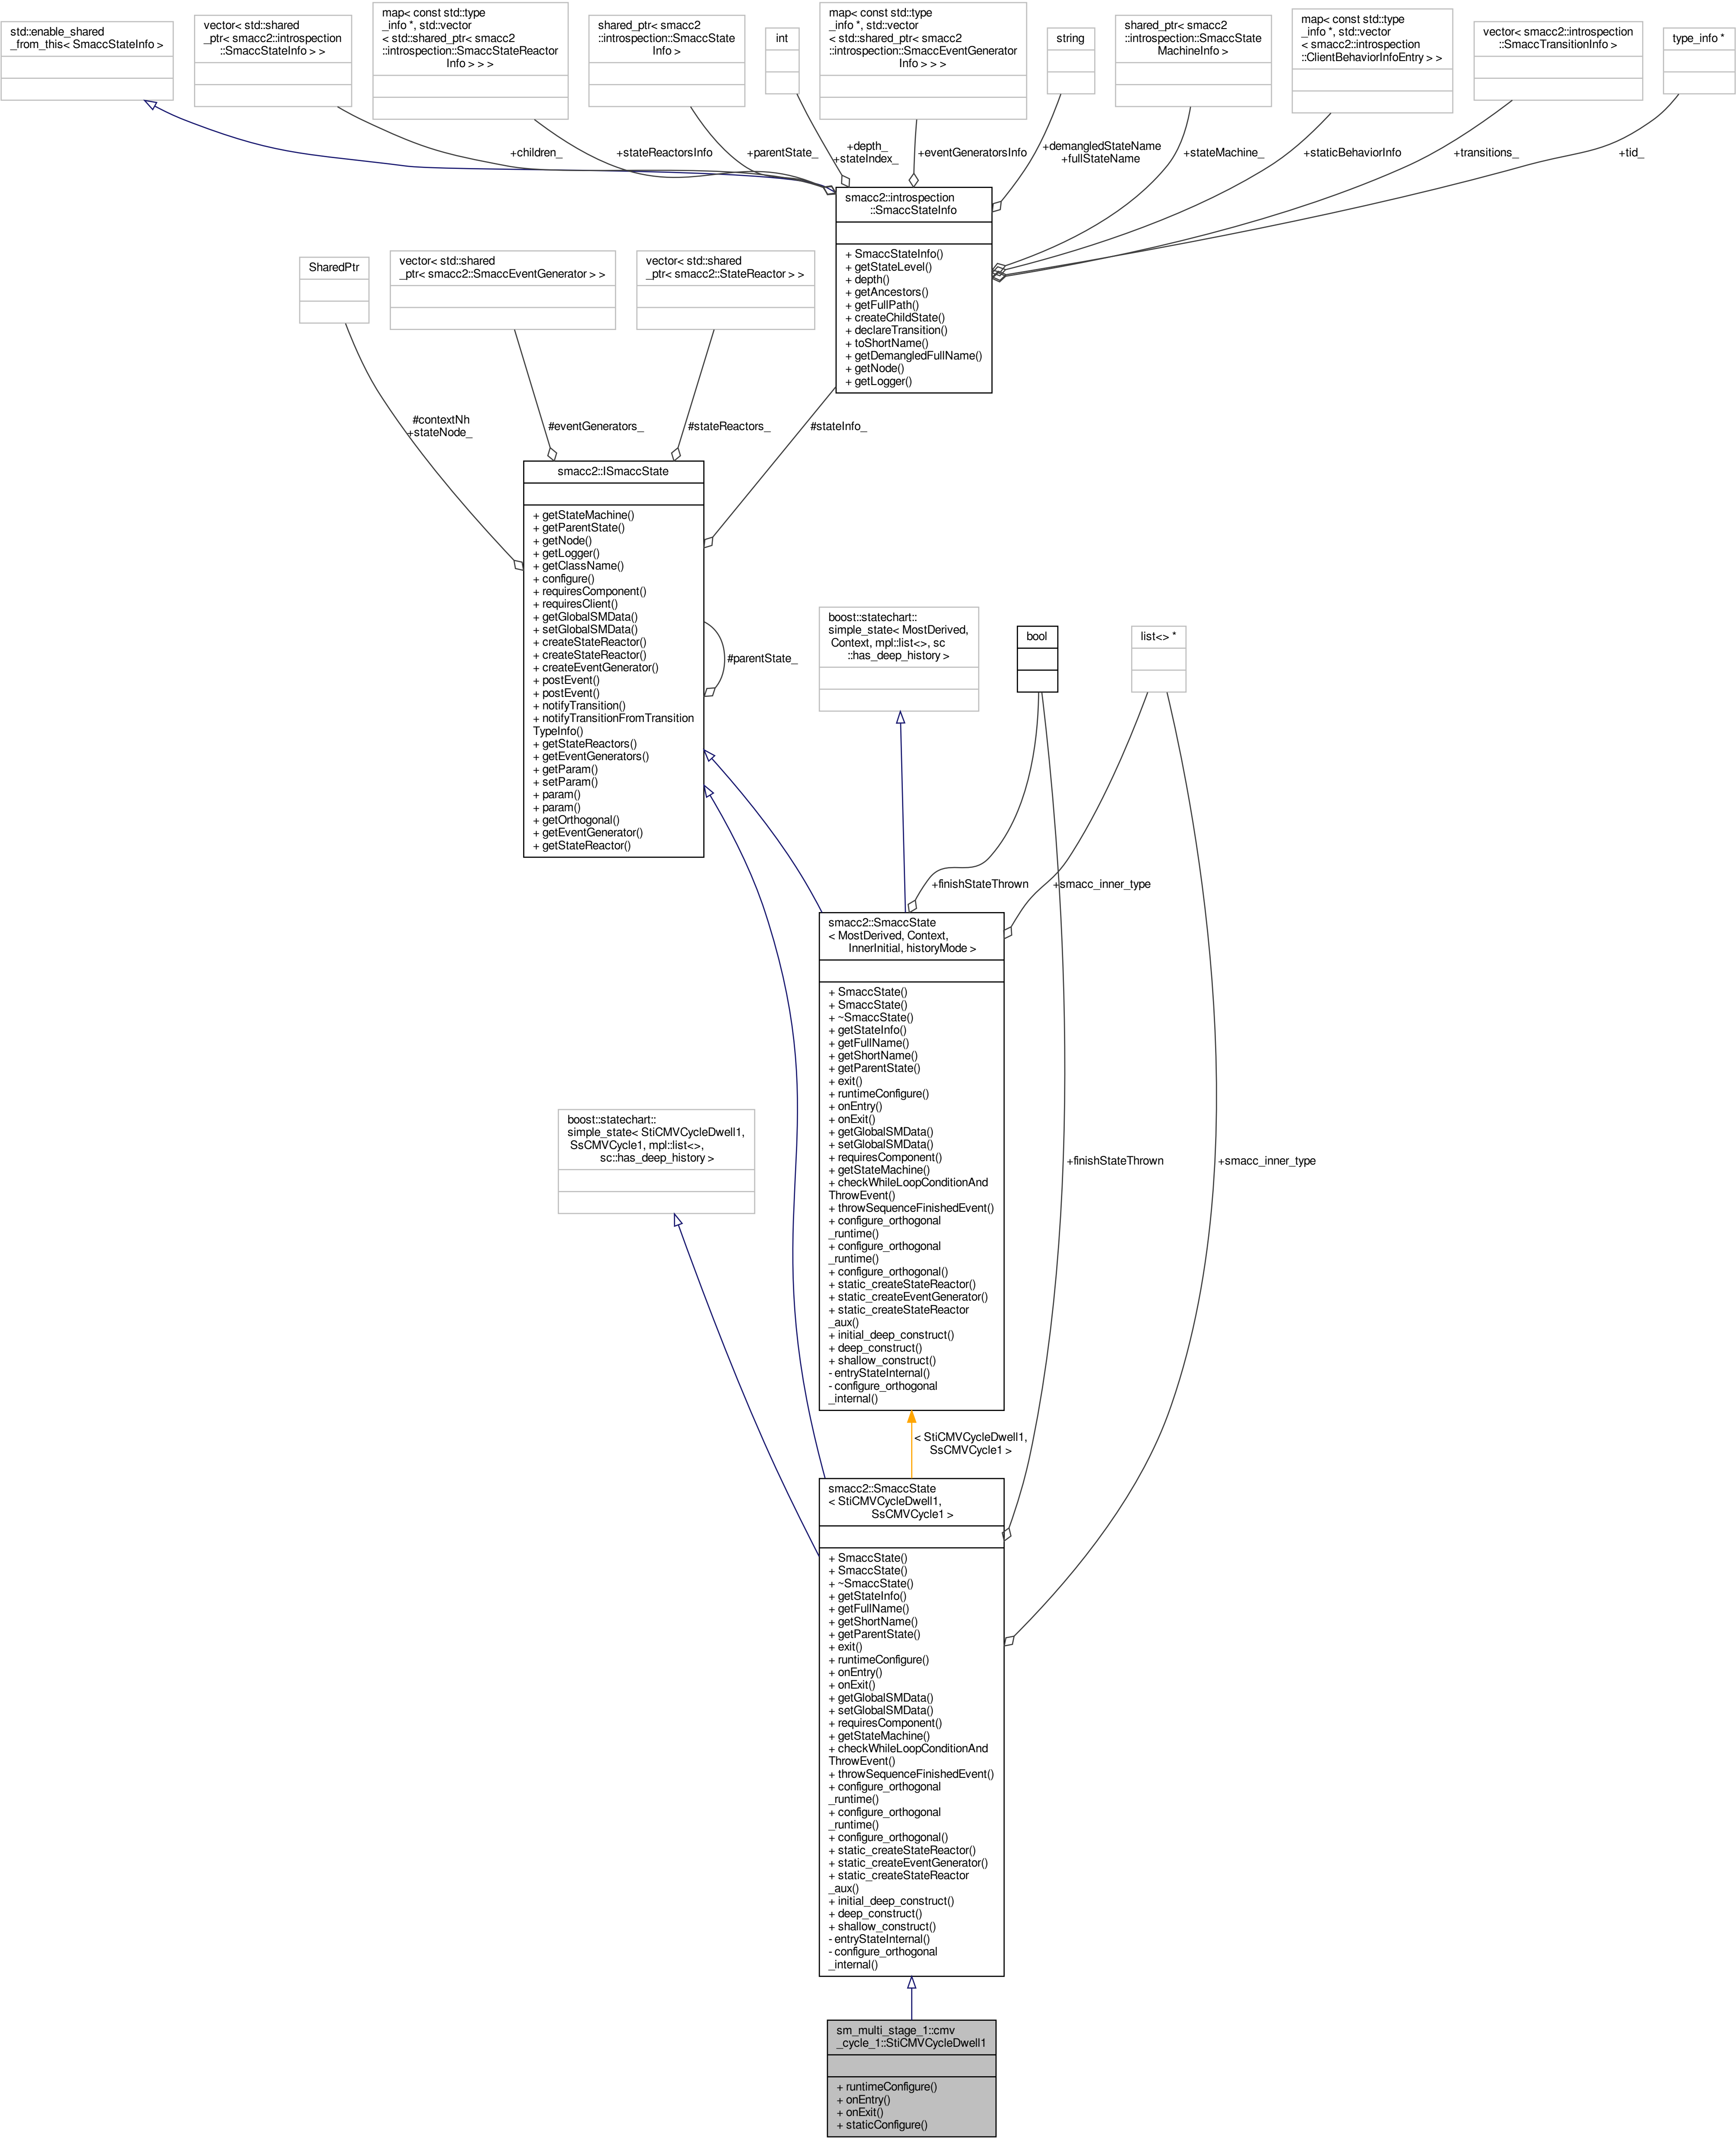 std::enable_shared
_from_this< SmaccStateInfo >
vector< std::shared
_ptr< smacc2::introspection
::SmaccStateInfo > >
map< const std::type
_info *, std::vector
< std::shared_ptr< smacc2
::introspection::SmaccStateReactor
Info > > >
shared_ptr< smacc2
::introspection::SmaccState
Info >
int
map< const std::type
_info *, std::vector
< std::shared_ptr< smacc2
::introspection::SmaccEventGenerator
Info > > >
string
shared_ptr< smacc2
::introspection::SmaccState
MachineInfo >
map< const std::type
_info *, std::vector
< smacc2::introspection
::ClientBehaviorInfoEntry > >
vector< smacc2::introspection
::SmaccTransitionInfo >
type_info *
+children_
+stateReactorsInfo
+parentState_
+depth_
+stateIndex_
+eventGeneratorsInfo
+demangledStateName
+fullStateName
+stateMachine_
+staticBehaviorInfo
+transitions_
+tid_
smacc2::introspection
::SmaccStateInfo
+ SmaccStateInfo()
+ getStateLevel()
+ depth()
+ getAncestors()
+ getFullPath()
+ createChildState()
+ declareTransition()
+ toShortName()
+ getDemangledFullName()
+ getNode()
+ getLogger()
SharedPtr
vector< std::shared
_ptr< smacc2::SmaccEventGenerator > >
vector< std::shared
_ptr< smacc2::StateReactor > >
#contextNh
+stateNode_
#eventGenerators_
#stateReactors_
#stateInfo_
smacc2::ISmaccState
+ getStateMachine()
+ getParentState()
+ getNode()
+ getLogger()
+ getClassName()
+ configure()
+ requiresComponent()
+ requiresClient()
+ getGlobalSMData()
+ setGlobalSMData()
+ createStateReactor()
+ createStateReactor()
+ createEventGenerator()
+ postEvent()
+ postEvent()
+ notifyTransition()
+ notifyTransitionFromTransition
TypeInfo()
+ getStateReactors()
+ getEventGenerators()
+ getParam()
+ setParam()
+ param()
+ param()
+ getOrthogonal()
+ getEventGenerator()
+ getStateReactor()
#parentState_
boost::statechart::
simple_state< MostDerived,
Context, mpl::list<>, sc
::has_deep_history >
bool
list<> *
+finishStateThrown
+smacc_inner_type
smacc2::SmaccState
< MostDerived, Context,
InnerInitial, historyMode >
+ SmaccState()
+ SmaccState()
+ ~SmaccState()
+ getStateInfo()
+ getFullName()
+ getShortName()
+ getParentState()
+ exit()
+ runtimeConfigure()
+ onEntry()
+ onExit()
+ getGlobalSMData()
+ setGlobalSMData()
+ requiresComponent()
+ getStateMachine()
+ checkWhileLoopConditionAnd
ThrowEvent()
+ throwSequenceFinishedEvent()
+ configure_orthogonal
_runtime()
+ configure_orthogonal
_runtime()
+ configure_orthogonal()
+ static_createStateReactor()
+ static_createEventGenerator()
+ static_createStateReactor
_aux()
+ initial_deep_construct()
+ deep_construct()
+ shallow_construct()
- entryStateInternal()
- configure_orthogonal
_internal()
boost::statechart::
simple_state< StiCMVCycleDwell1,
SsCMVCycle1, mpl::list<>,
sc::has_deep_history >
+finishStateThrown
+smacc_inner_type
< StiCMVCycleDwell1,
SsCMVCycle1 >
smacc2::SmaccState
< StiCMVCycleDwell1,
SsCMVCycle1 >
+ SmaccState()
+ SmaccState()
+ ~SmaccState()
+ getStateInfo()
+ getFullName()
+ getShortName()
+ getParentState()
+ exit()
+ runtimeConfigure()
+ onEntry()
+ onExit()
+ getGlobalSMData()
+ setGlobalSMData()
+ requiresComponent()
+ getStateMachine()
+ checkWhileLoopConditionAnd
ThrowEvent()
+ throwSequenceFinishedEvent()
+ configure_orthogonal
_runtime()
+ configure_orthogonal
_runtime()
+ configure_orthogonal()
+ static_createStateReactor()
+ static_createEventGenerator()
+ static_createStateReactor
_aux()
+ initial_deep_construct()
+ deep_construct()
+ shallow_construct()
- entryStateInternal()
- configure_orthogonal
_internal()
sm_multi_stage_1::cmv
_cycle_1::StiCMVCycleDwell1
+ runtimeConfigure()
+ onEntry()
+ onExit()
+ staticConfigure()